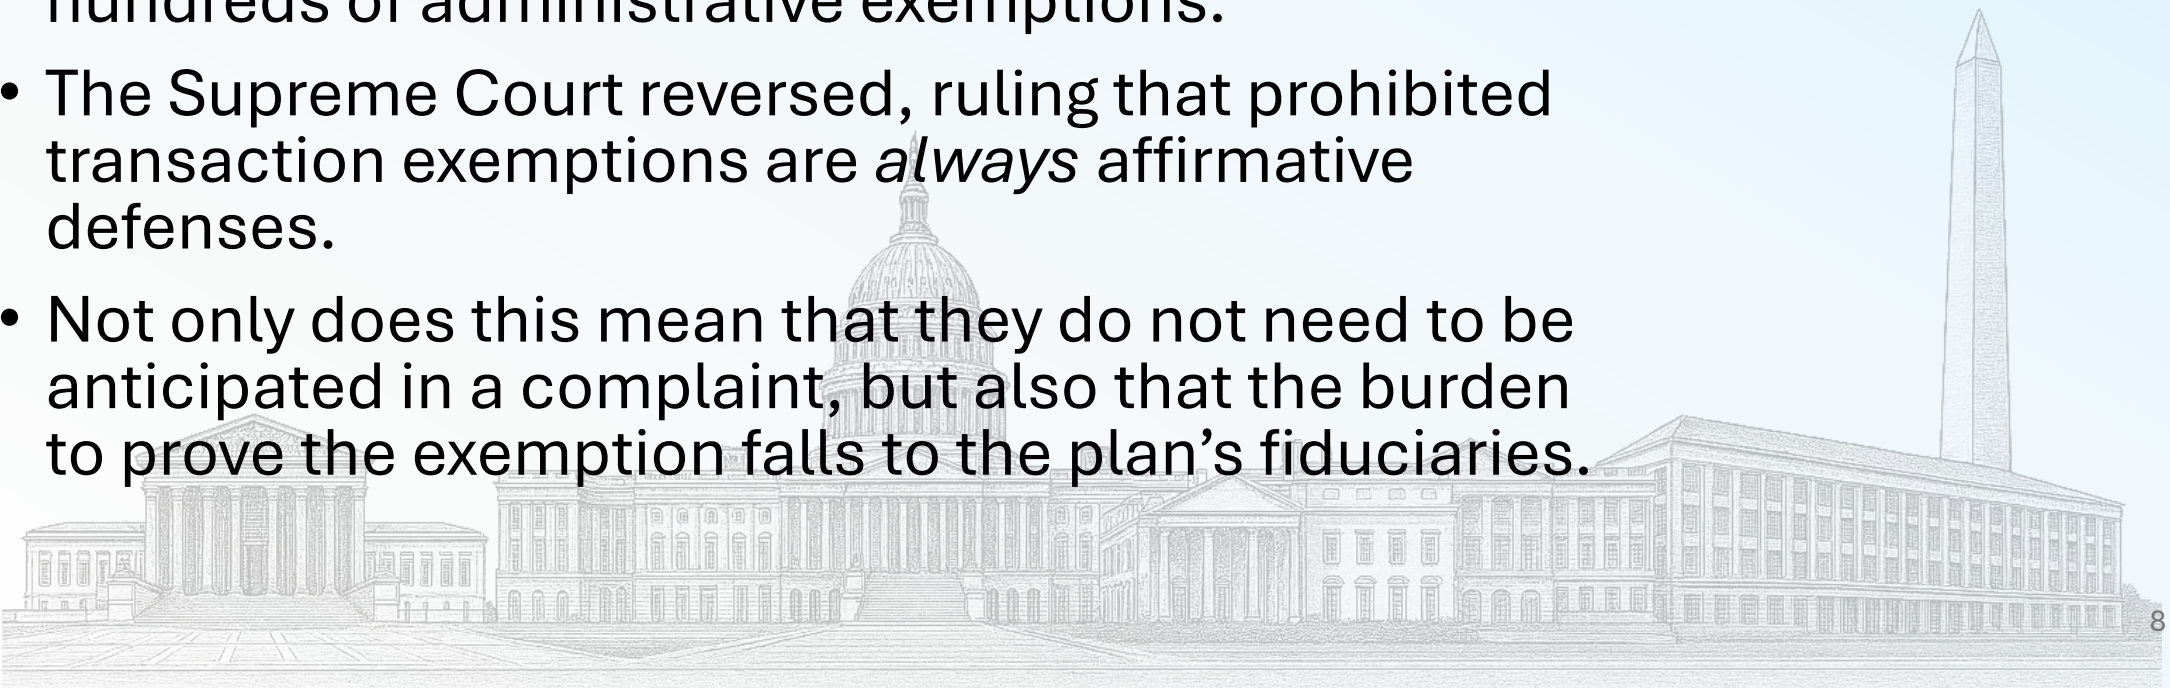 hundreds of administrative exemptions.
• The Supreme Court reversed, ruling that prohibited
transaction exemptions are always affirmative
defenses.
• Not only does this mean that they do not need to be
anticipated in a complaint, but also that the burden
to prove the exemption falls to the plan’s fiduciaries.
8